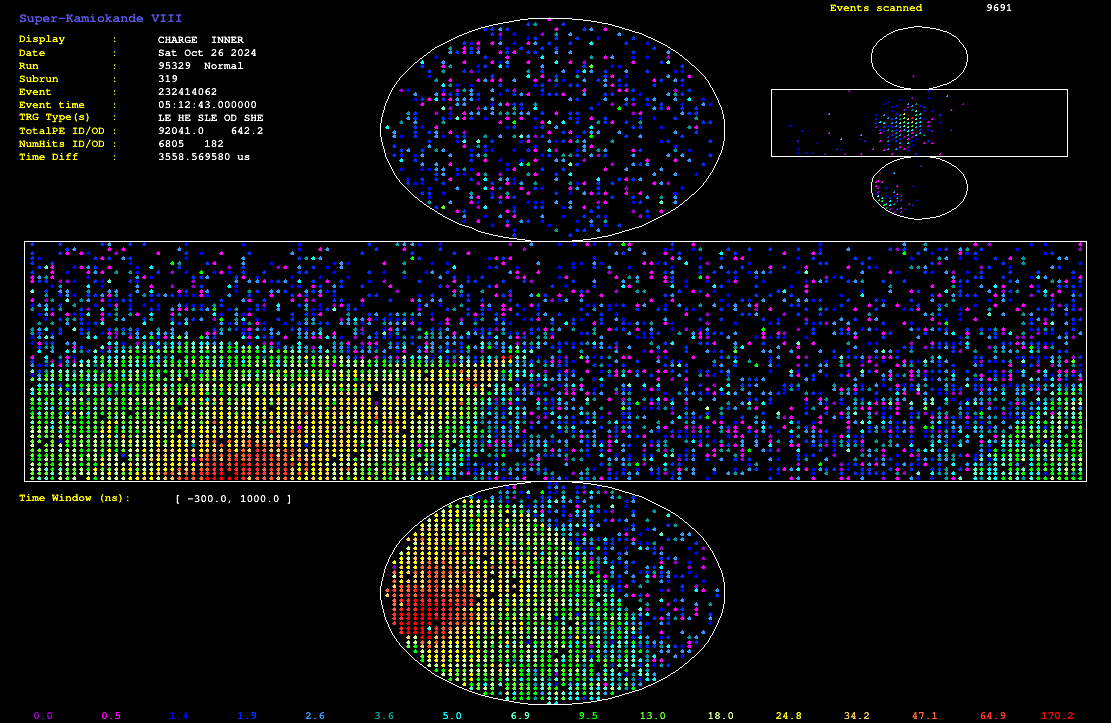 Super-Kamiokande VIII
Events scanned 9691
Display : CHARGE INNER
Date : Sat Oct 26 2024
Run : 95329 Normal
Subrun : 319
Event : 232414062
Event time : 05:12:43.000000
TRG Type(s) : LE HE SLE OD SHE
TotalPE ID/OD : 92041.0 642.2
NumHits ID/OD : 6805 182
Time Diff : 3558.569580 us
Time Window (ns): [ -300.0, 1000.0 ]
0.0 0.5 1.4 1.9 2.6 3.6 5.0 6.9 9.5 13.0 18.0 24.8 34.2 47.1 64.9 170.2